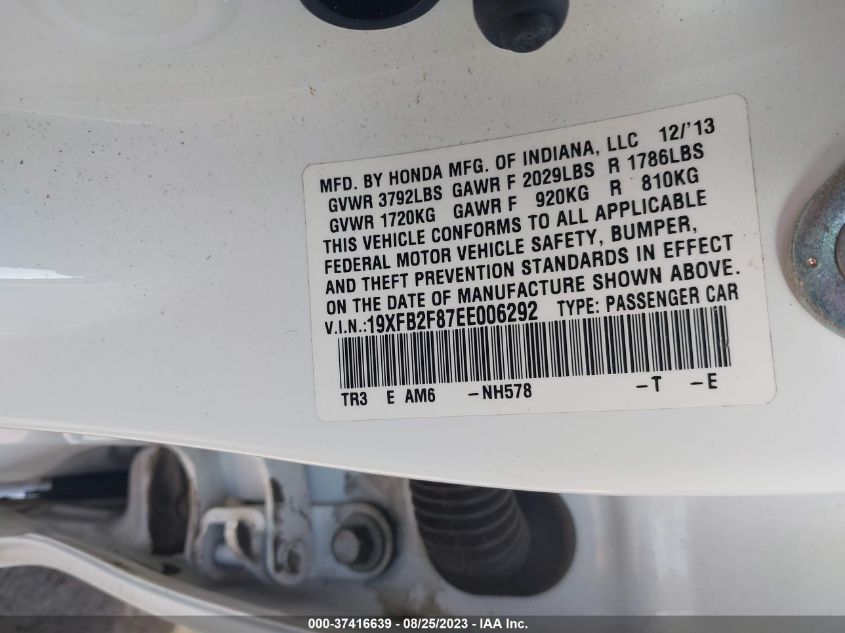 MFD. BY HONDA MFG. OF INDIANA, LLC 12/'13
GVWR 3792LBS GAWR F 2029LBS R 1786LBS
GVWR 1720KG GAWR F 920KG R 810KG
THIS VEHICLE CONFORMS TO ALL APPLICABLE
FEDERAL MOTOR VEHICLE SAFETY, BUMPER,
AND THEFT PREVENTION STANDARDS IN EFFECT
ON THE DATE OF MANUFACTURE SHOWN ABOVE.
V.I.N.:19XFB2F87EE006292 TYPE: PASSENGER CAR
TR3 E AM6 -NH578 -T -E
000-37416639 - 08/25/2023 - IAA Inc.